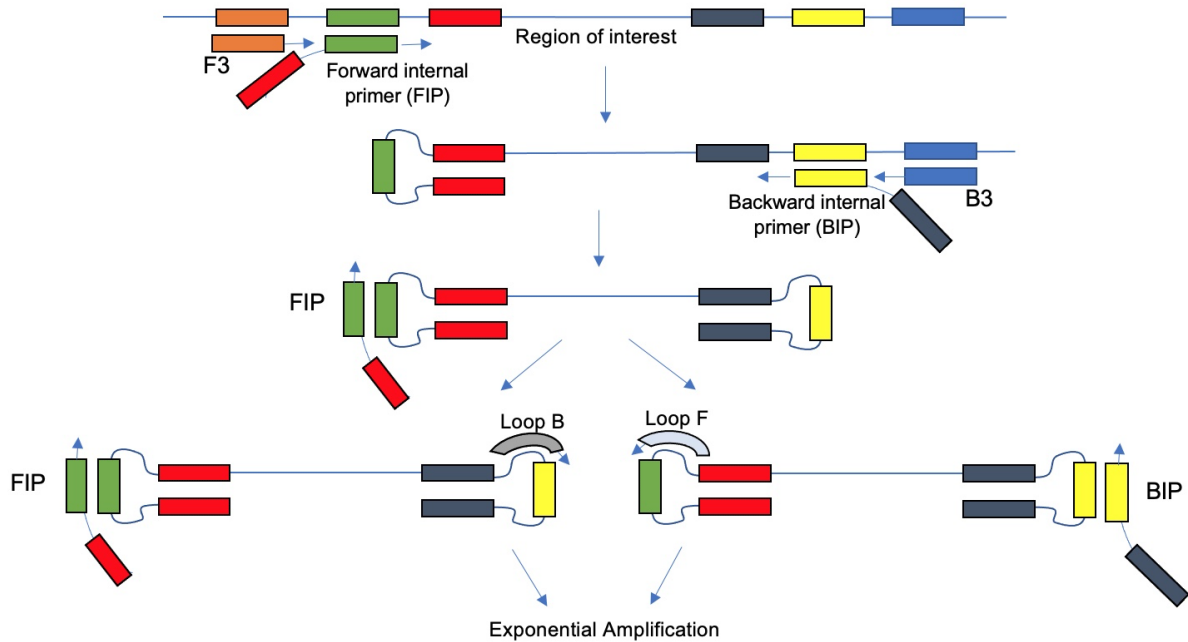 Region of interest
F3
Forward internal
primer (FIP)
Backward internal
primer (BIP)
B3
FIP
Loop B
Loop F
FIP
BIP
Exponential Amplification